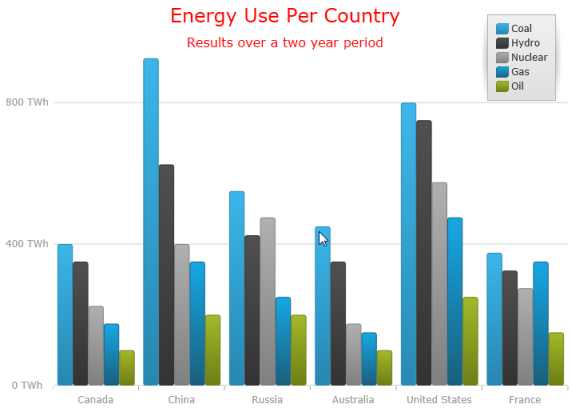 Energy Use Per Country
Results over a two year period
Coal
Hydro
Nuclear
Gas
Oil
800 TWh
400 TWh
0 TWh
Canada China Russia Australia United States France